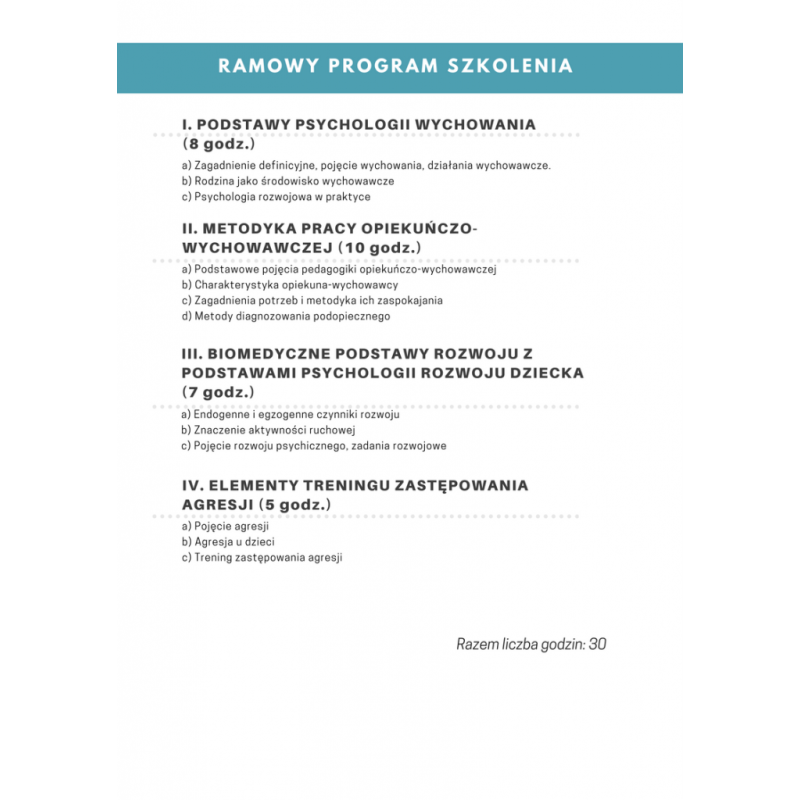 RAMOWY PROGRAM SZKOLENIA
I. PODSTAWY PSYCHOLOGII WYCHOWANIA
(8 godz.)
a) Zagadnienie definicyjne, pojęcie wychowania, działania wychowawcze.
b) Rodzina jako środowisko wychowawcze
c) Psychologia rozwojowa w praktyce
II. METODYKA PRACY OPIEKUŃCZO-
WYCHOWAWCZEJ (10 godz.)
a) Podstawowe pojęcia pedagogiki opiekuńczo-wychowawczej
b) Charakterystyka opiekuna-wychowawcy
c) Zagadnienia potrzeb i metodyka ich zaspokajania
d) Metody diagnozowania podopiecznego
III. BIOMEDYCZNE PODSTAWY ROZWOJU Z
PODSTAWAMI PSYCHOLOGII ROZWOJU DZIECKA
(7 godz.)
a) Endogenne i egzogenne czynniki rozwoju
b) Znaczenie aktywności ruchowej
c) Pojęcie rozwoju psychicznego, zadania rozwojowe
IV. ELEMENTY TRENINGU ZASTĘPOWANIA
AGRESJI (5 godz.)
a) Pojęcie agresji
b) Agresja u dzieci
c) Trening zastępowania agresji
Razem liczba godzin: 30